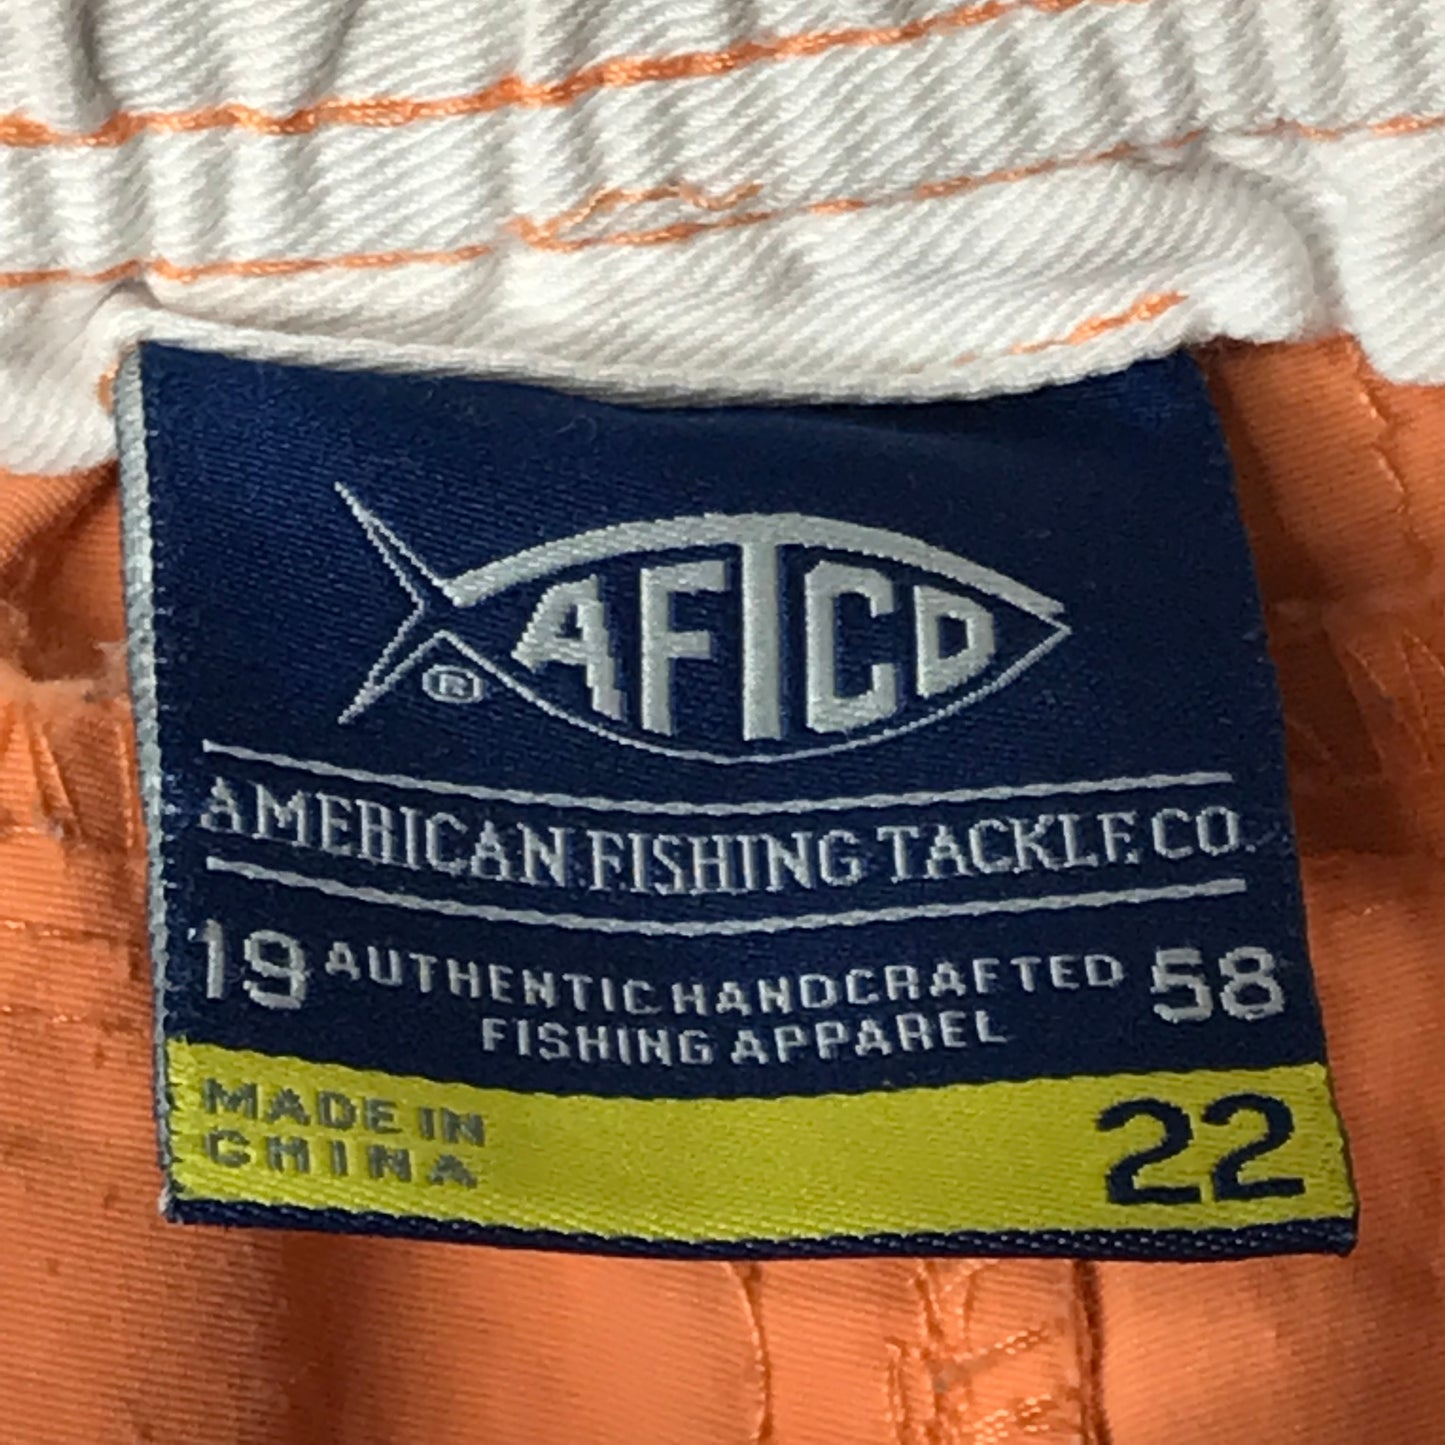 AFTCO
®
AMERICAN FISHING TACKLE CO.
19 AUTHENTIC HANDCRAFTED 58
FISHING APPAREL
MADE IN
CHINA
22